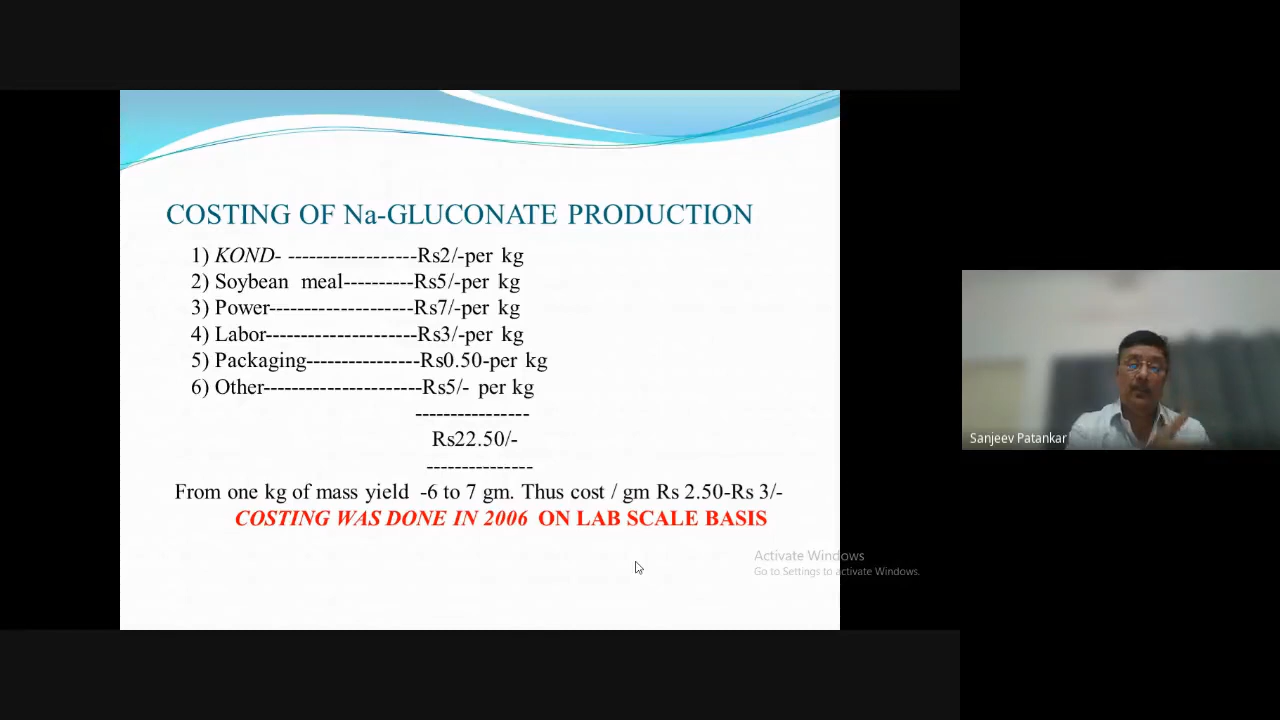 COSTING OF Na-GLUCONATE PRODUCTION
1) KOND- ------------------Rs2/-per kg
2) Soybean meal----------Rs5/-per kg
3) Power--------------------Rs7/-per kg
4) Labor---------------------Rs3/-per kg
5) Packaging----------------Rs0.50-per kg
6) Other----------------------Rs5/- per kg
----------------
Rs22.50/-
---------------
From one kg of mass yield -6 to 7 gm. Thus cost / gm Rs 2.50-Rs 3/-
COSTING WAS DONE IN 2006 ON LAB SCALE BASIS
Activate Windows
Go to Settings to activate Windows.
Sanjeev Patankar